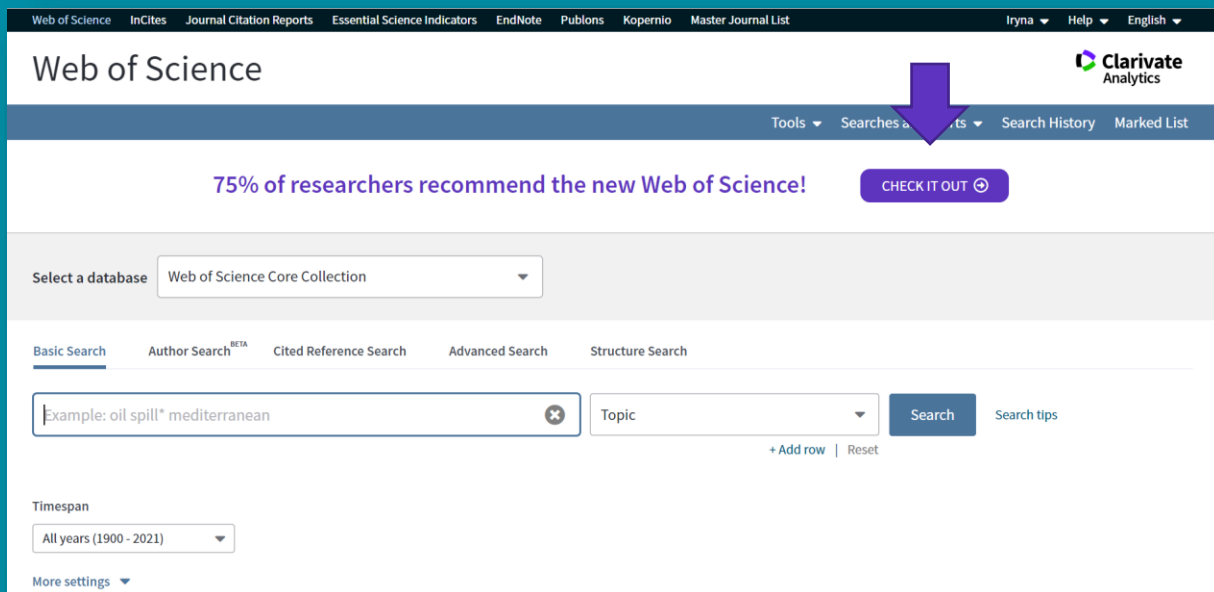 Web of Science InCites Journal Citation Reports Essential Science Indicators EndNote Publons Kopernio Master Journal List Iryna Help English
Web of Science
Clarivate
Analytics
Tools Searches a rts Search History Marked List
75% of researchers recommend the new Web of Science! CHECK IT OUT
Select a database Web of Science Core Collection
Basic Search Author Search BETA Cited Reference Search Advanced Search Structure Search
Example: oil spill* mediterranean Topic Search Search tips
+ Add row | Reset
Timespan
All years (1900 - 2021)
More settings